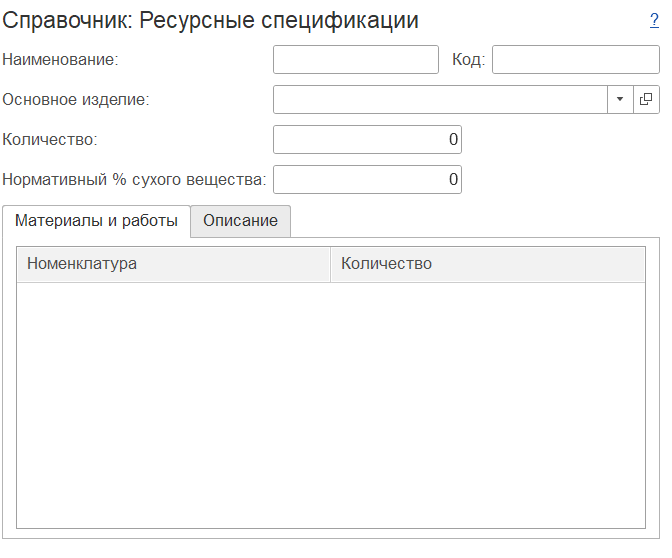 Справочник: Ресурсные спецификации ?
Наименование: Код:
Основное изделие:
Количество: 0
Нормативный % сухого вещества: 0
Материалы и работы Описание
Номенклатура Количество